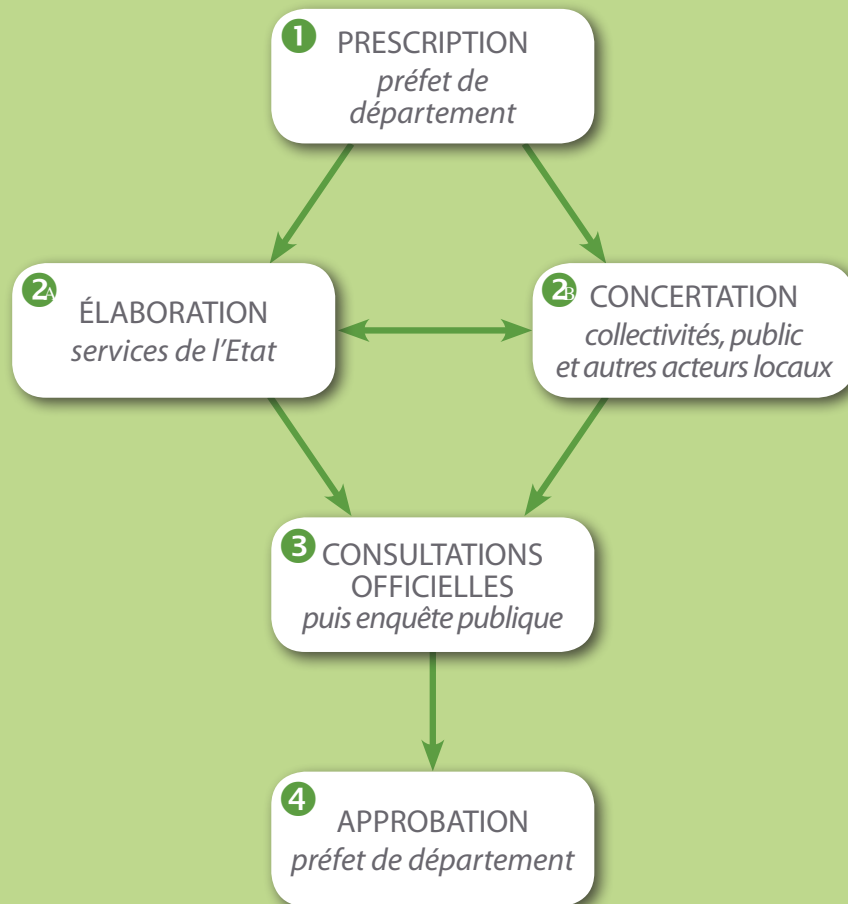 1 PRESCRIPTION
préfet de
département
2A ÉLABORATION
services de l'Etat
2B CONCERTATION
collectivités, public
et autres acteurs locaux
3 CONSULTATIONS
OFFICIELLES
puis enquête publique
4 APPROBATION
préfet de département